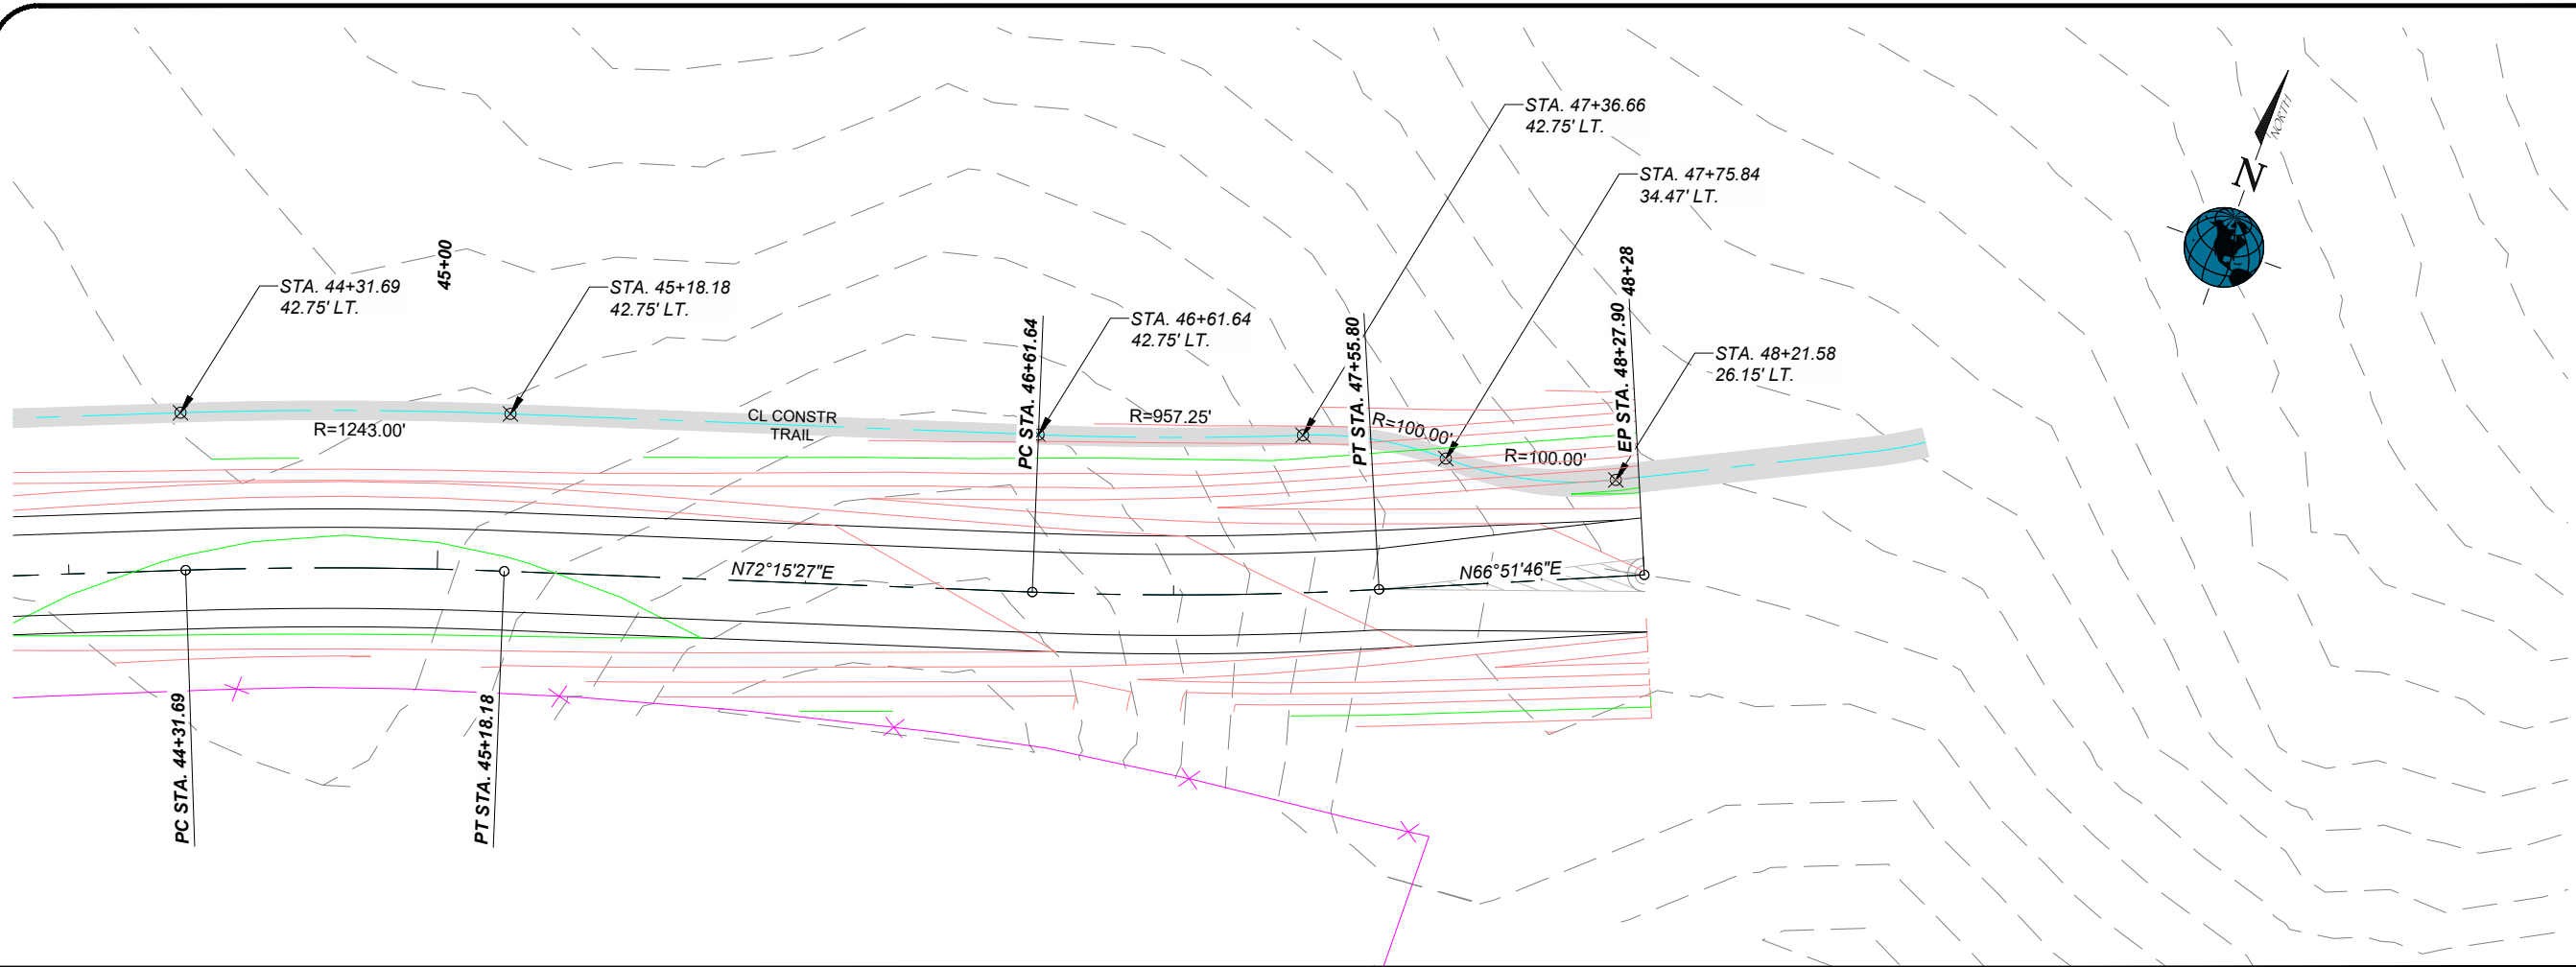 STA. 47+36.66
42.75' LT.
STA. 47+75.84
34.47' LT.
NORTH
N
45+00
STA. 44+31.69
42.75' LT.
STA. 45+18.18
42.75' LT.
STA. 46+61.64
42.75' LT.
48+28
EP STA. 48+27.90
STA. 48+21.58
26.15' LT.
PC STA. 46+61.64
PT STA. 47+55.80
R=1243.00'
CL CONSTR
TRAIL
R=957.25'
R=100.00'
R=100.00'
N72°15'27"E
N66°51'46"E
PC STA. 44+31.69
PT STA. 45+18.18